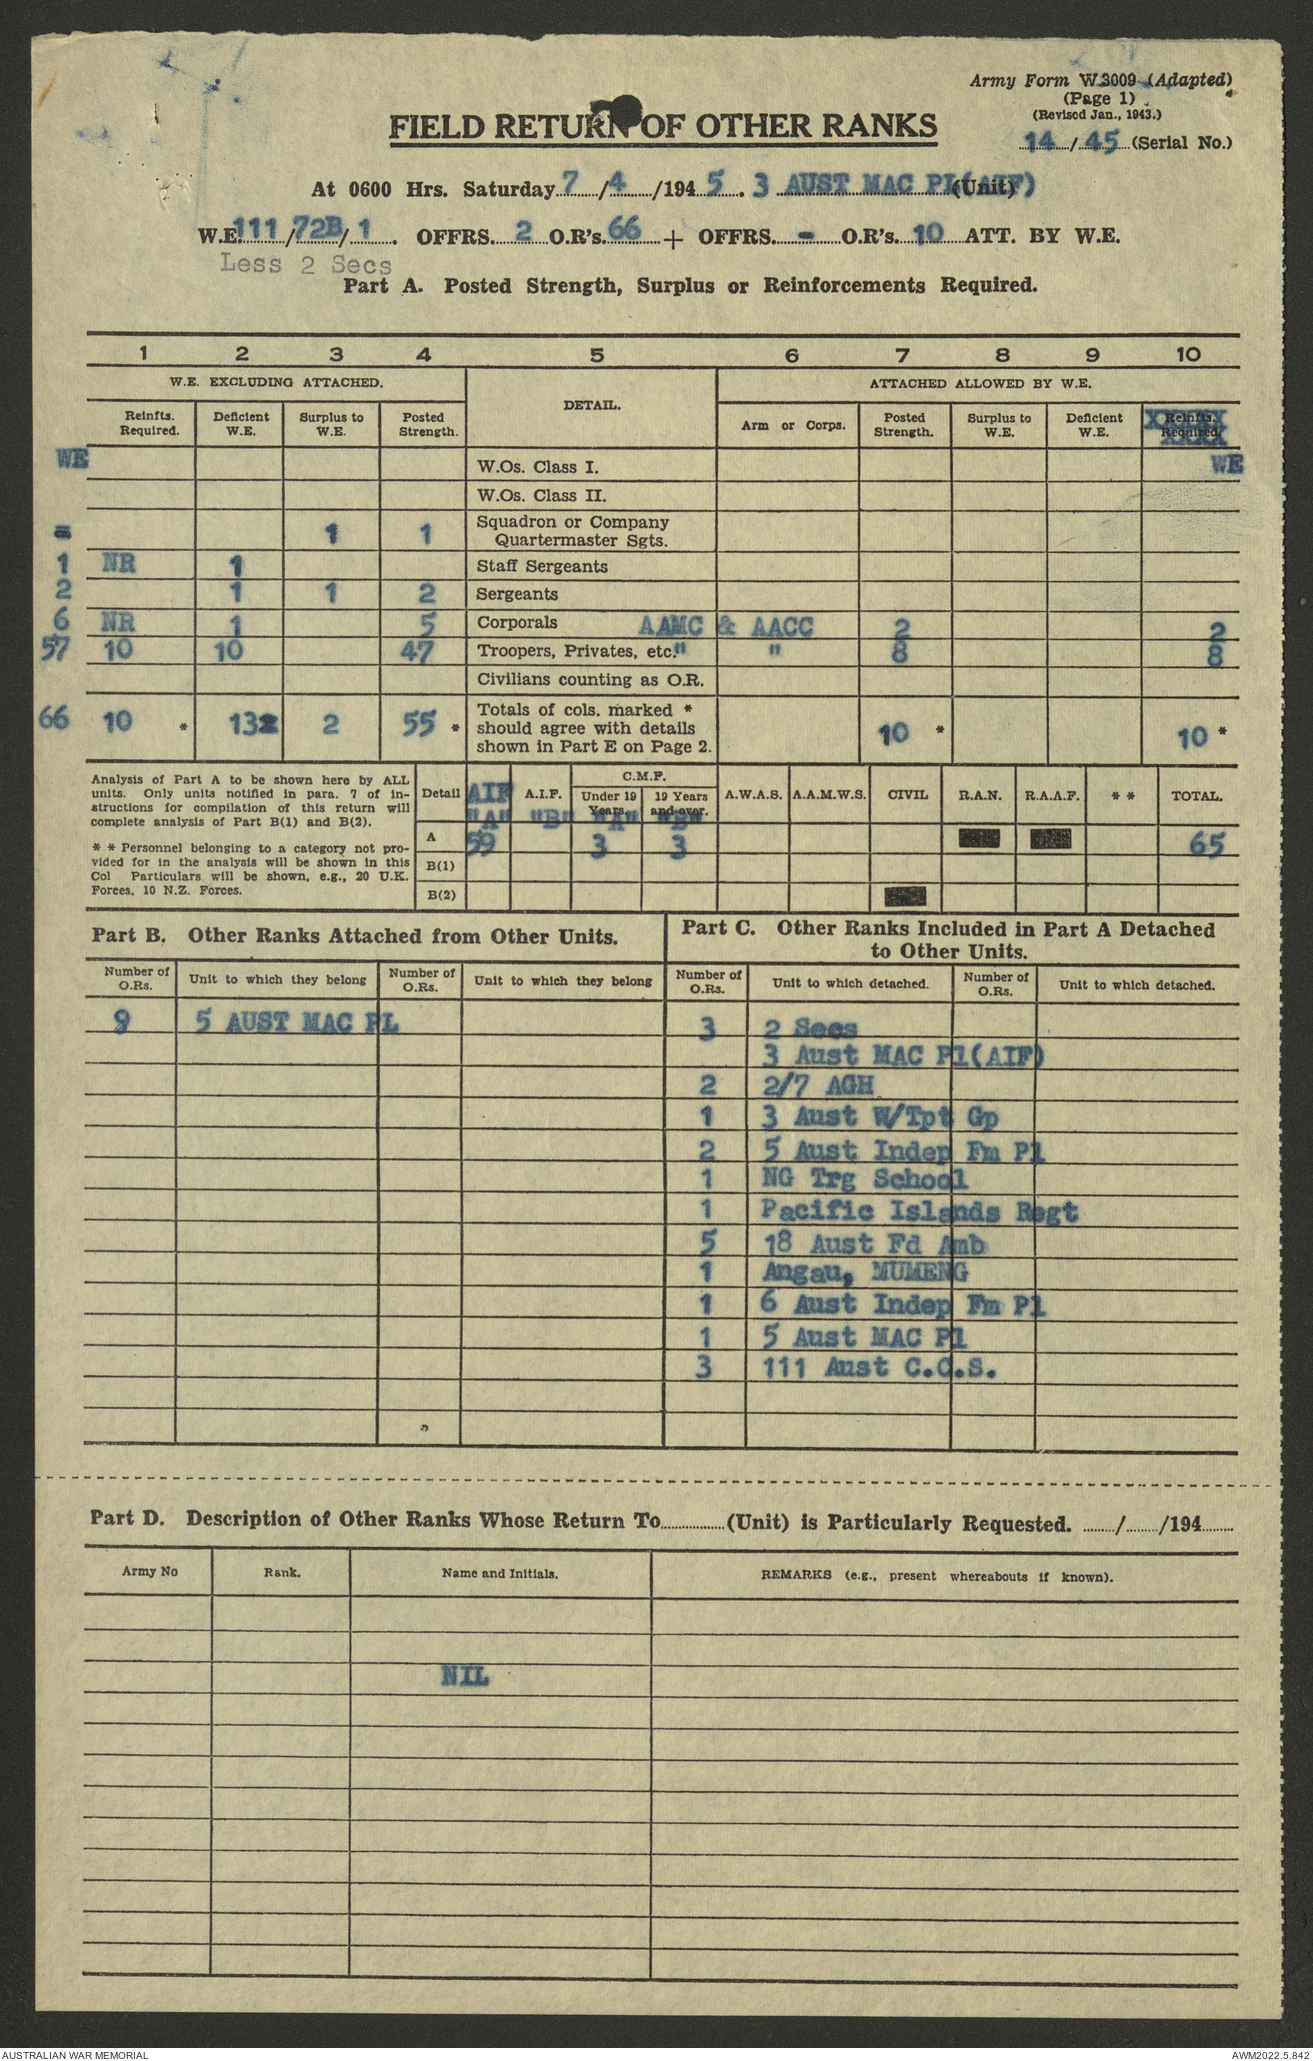 Army Form W.3009 (Adapted)
(Page 1)
(Revised Jan., 1943.)
FIELD RETURN OF OTHER RANKS
14 / 45 (Serial No.)
At 0600 Hrs. Saturday 7 / 4 /194 5. 3 AUST MAC PL(AIF) (Unit)
W.E. 111 / 72B / 1 . OFFRS. 2 O.R's. 66 + OFFRS. - O.R's. 10 ATT. BY W.E.
Less 2 Secs
Part A. Posted Strength, Surplus or Reinforcements Required.
1 2 3 4 5 6 7 8 9 10
W.E. EXCLUDING ATTACHED. DETAIL. ATTACHED ALLOWED BY W.E.
Reinfts. Required. Deficient W.E. Surplus to W.E. Posted Strength. Arm or Corps. Posted Strength. Surplus to W.E. Deficient W.E. Reinfts. Required.
WE W.Os. Class I. WE
W.Os. Class II.
- 1 1 Squadron or Company
Quartermaster Sgts.
1 NR 1 Staff Sergeants
2 1 1 2 Sergeants
6 NR 1 5 Corporals AAMC & AACC 2 2
57 10 10 47 Troopers, Privates, etc. " " 8 8
Civilians counting as O.R.
66 10 * 13 2 55 * Totals of cols. marked *
should agree with details
shown in Part E on Page 2. 10 * 10 *
Analysis of Part A to be shown here by ALL
units. Only units notified in para. 7 of in-
structions for compilation of this return will
complete analysis of Part B(1) and B(2).
* * Personnel belonging to a category not pro-
vided for in the analysis will be shown in this
Col Particulars will be shown, e.g., 20 U.K.
Forces, 10 N.Z. Forces.
C.M.F.
Detail AIF A.I.F. Under 19 Years. 19 Years and over. A.W.A.S. A.A.M.W.S. CIVIL R.A.N. R.A.A.F. * * TOTAL.
"A" "B" "A" "B"
A 59 3 3 65
B(1)
B(2)
Part B. Other Ranks Attached from Other Units.
Part C. Other Ranks Included in Part A Detached
to Other Units.
Number of O.Rs. Unit to which they belong Number of O.Rs. Unit to which they belong Number of O.Rs. Unit to which detached. Number of O.Rs. Unit to which detached.
9 5 AUST MAC PL 3 2 Secs
3 Aust MAC Pl(AIF)
2 2/7 AGH
1 3 Aust W/Tpt Gp
2 5 Aust Indep Fm Pl
1 NG Trg School
1 Pacific Islands Regt
5 18 Aust Fd Amb
1 Angau, MUMENG
1 6 Aust Indep Fm Pl
1 5 Aust MAC Pl
3 111 Aust C.C.S.
Part D. Description of Other Ranks Whose Return To............(Unit) is Particularly Requested. ....../....../194......
Army No Rank. Name and Initials. REMARKS (e.g., present whereabouts if known).
NIL
AUSTRALIAN WAR MEMORIAL
AWM2022.5.842